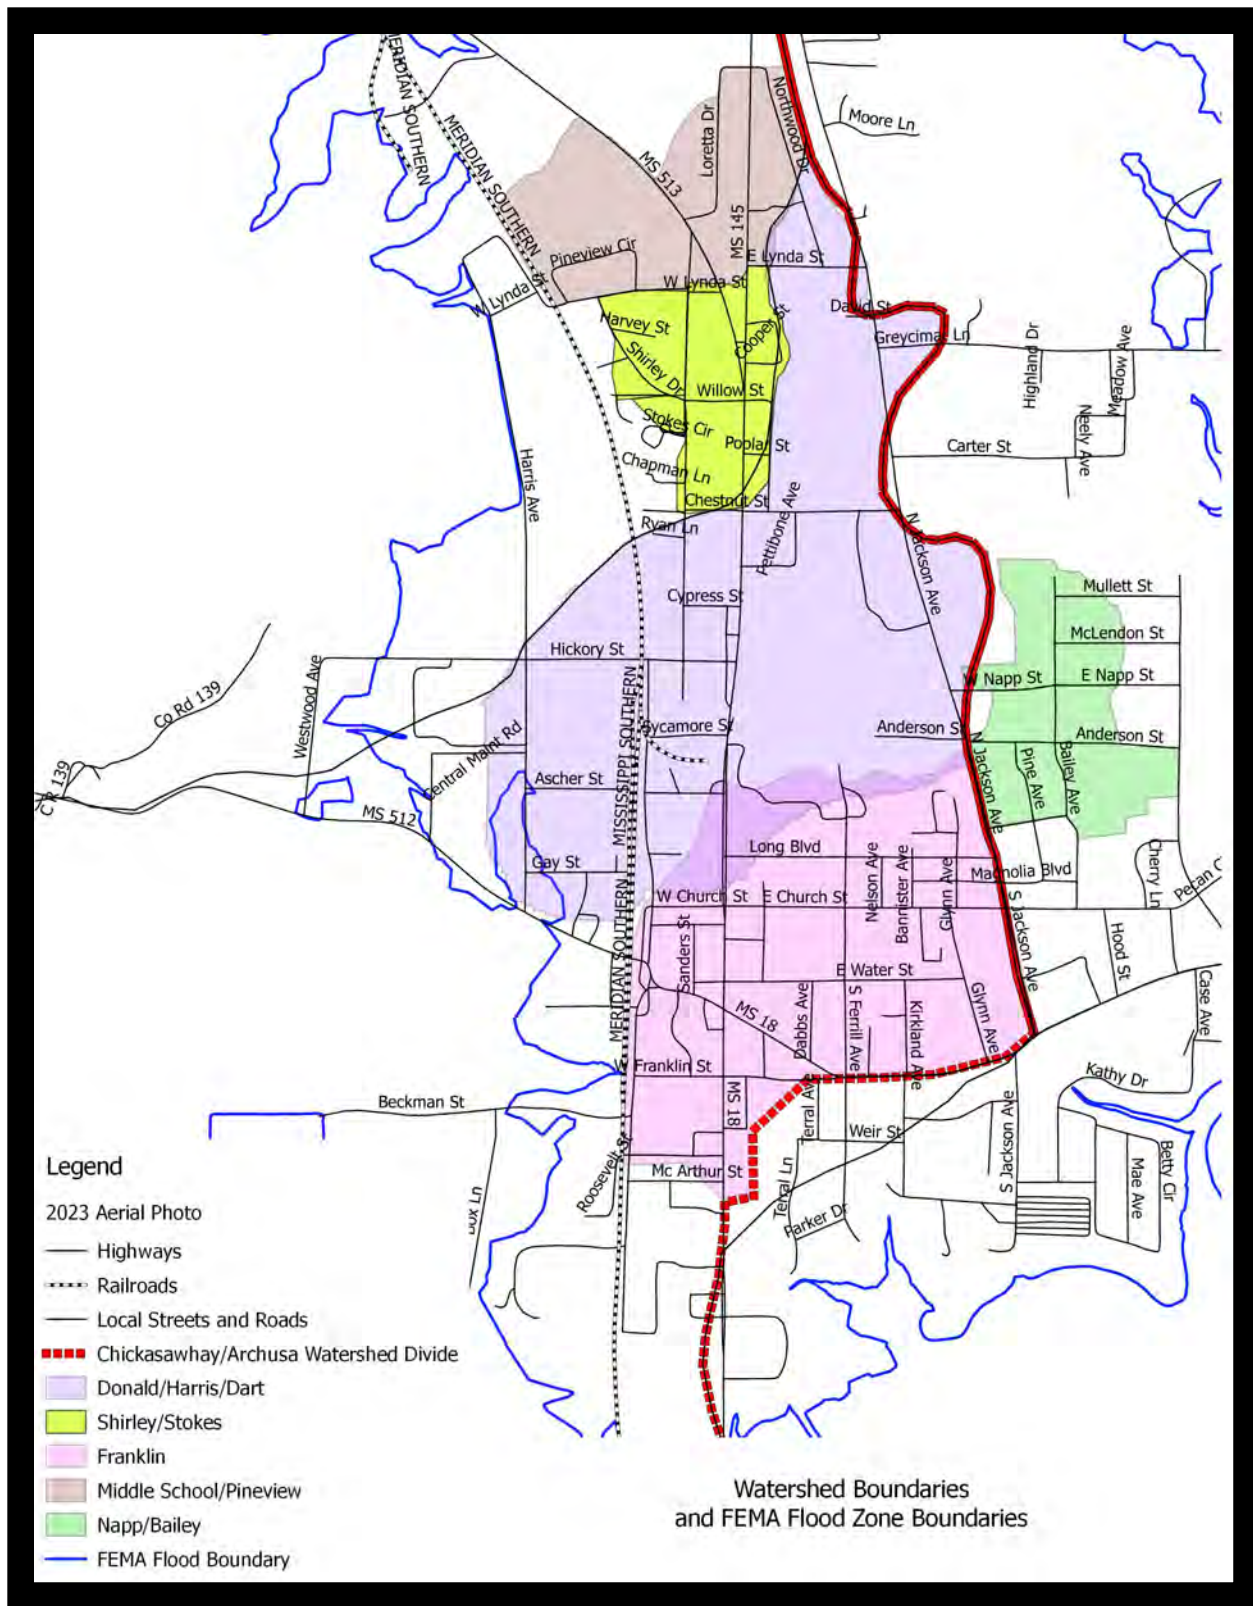 MERIDIAN SOUTHERN
MERIDIAN SOUTHERN
MS 513
Loretta Dr
Northwood Dr
Moore Ln
MS 145
Pineview Cir
E Lynda St
W Lynda St
W Lynda
David St
Harvey St
Cooper St
Greycimar Ln
Highland Dr
Meadow Ave
Shirley Dr
Willow St
Neely Ave
Stokes Cir
Poplar St
Carter St
Chapman Ln
Harris Ave
Chestnut St
Pettibone Ave
Ryan Ln
N Jackson Ave
Cypress St
Mullett St
McLendon St
Hickory St
W Napp St
E Napp St
Westwood Ave
Co Rd 139
MISSISSIPPI SOUTHERN
Sycamore St
Anderson St
Anderson St
Central Maint Rd
N Jackson Ave
Pine Ave
Bailey Ave
C R 139
Ascher St
MS 512
Long Blvd
Nelson Ave
Bannister Ave
Glynn Ave
Magnolia Blvd
Cherry Ln
Gay St
Pecan
W Church St
E Church St
S Jackson Ave
MERIDIAN SOUTHERN
Sanders St
Hood St
E Water St
Case Ave
MS 18
Dabbs Ave
S Ferrill Ave
Kirkland Ave
Glynn Ave
W Franklin St
Kathy Dr
Beckman St
MS 18
Terral Ave
Weir St
S Jackson Ave
Roosevelt St
Mc Arthur St
Terral Ln
Mae Ave
Betty Cir
Parker Dr
Box Ln
Legend
2023 Aerial Photo
Highways
Railroads
Local Streets and Roads
Chickasawhay/Archusa Watershed Divide
Donald/Harris/Dart
Shirley/Stokes
Franklin
Middle School/Pineview
Napp/Bailey
FEMA Flood Boundary
Watershed Boundaries
and FEMA Flood Zone Boundaries